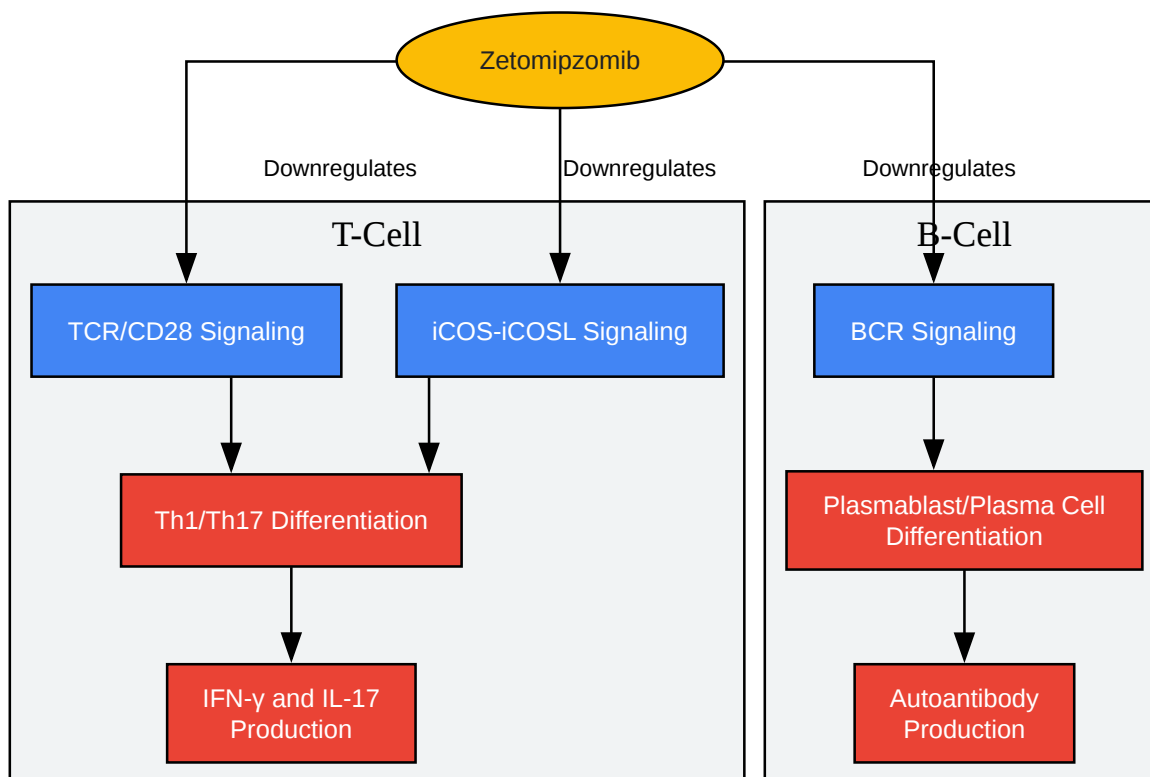 Zetomipzomib
Downregulates
Downregulates
Downregulates
T-Cell
B-Cell
TCR/CD28 Signaling
iCOS-iCOSL Signaling
BCR Signaling
Th1/Th17 Differentiation
Plasmablast/Plasma Cell
Differentiation
IFN-γ and IL-17
Production
Autoantibody
Production